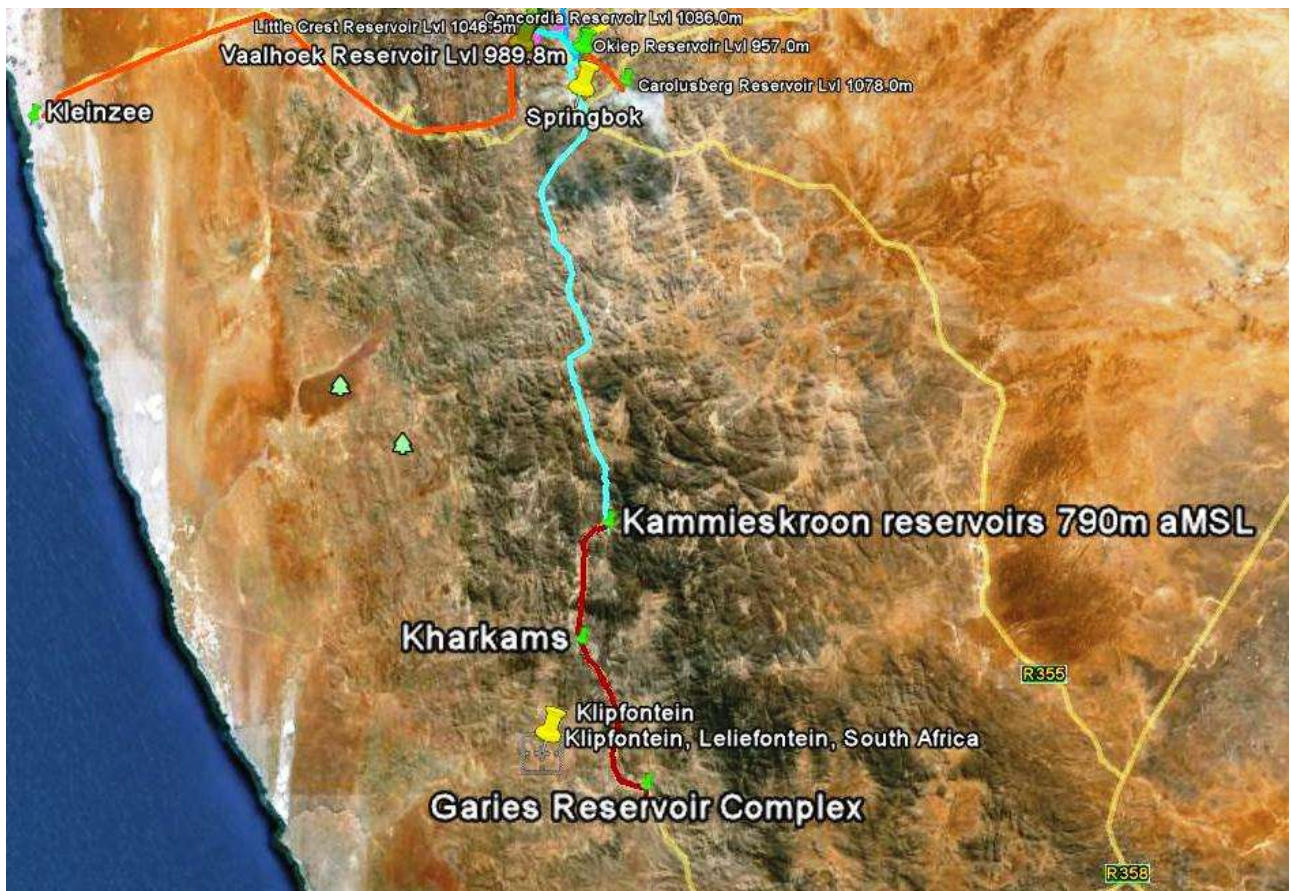 Concordia Reservoir Lvl 1086.0m
Little Crest Reservoir Lvl 1046.5m
Okiep Reservoir Lvl 957.0m
Vaalhoek Reservoir Lvl 989.8m
Carolusberg Reservoir Lvl 1078.0m
Kleinzee
Springbok
Kammieskroon reservoirs 790m aMSL
Kharkams
R355
Klipfontein
Klipfontein, Leliefontein, South Africa
Garies Reservoir Complex
R358